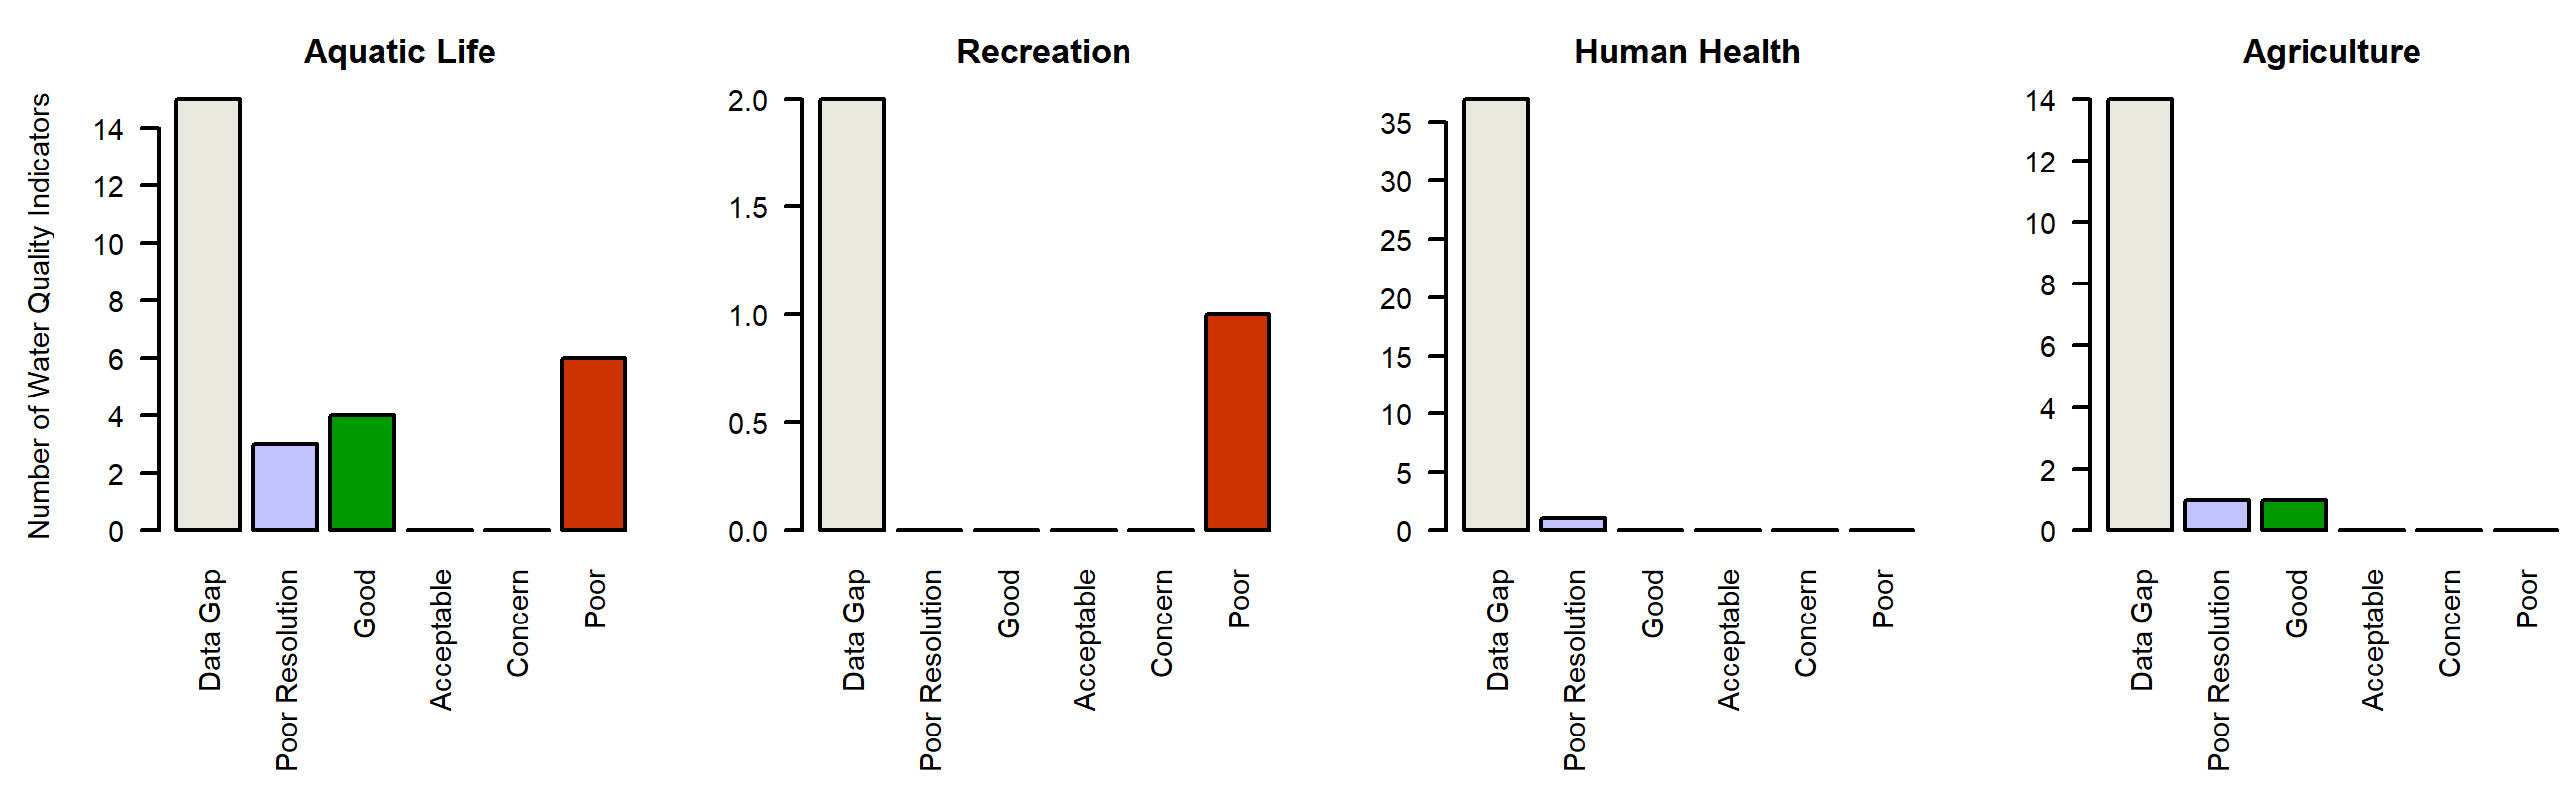 Aquatic Life
Number of Water Quality Indicators
14
12
10
8
6
4
2
0
Data Gap
Poor Resolution
Good
Acceptable
Concern
Poor
Recreation
2.0
1.5
1.0
0.5
0.0
Data Gap
Poor Resolution
Good
Acceptable
Concern
Poor
Human Health
35
30
25
20
15
10
5
0
Data Gap
Poor Resolution
Good
Acceptable
Concern
Poor
Agriculture
14
12
10
8
6
4
2
0
Data Gap
Poor Resolution
Good
Acceptable
Concern
Poor